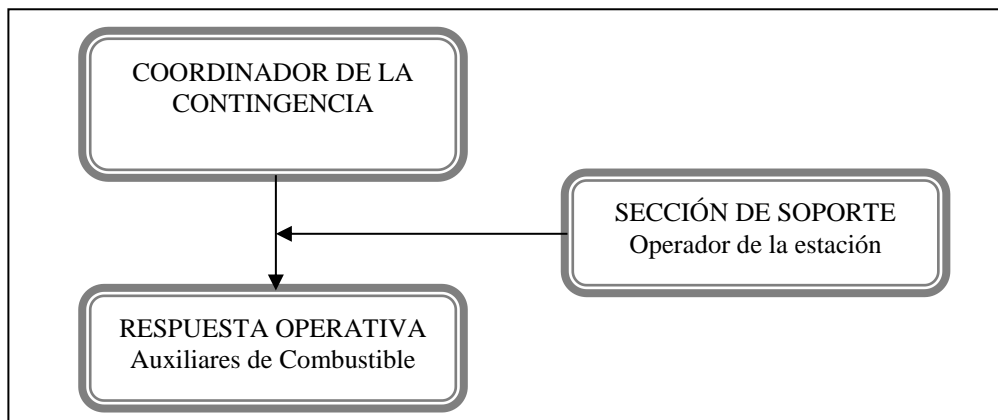 COORDINADOR DE LA
CONTINGENCIA
SECCIÓN DE SOPORTE
Operador de la estación
RESPUESTA OPERATIVA
Auxiliares de Combustible